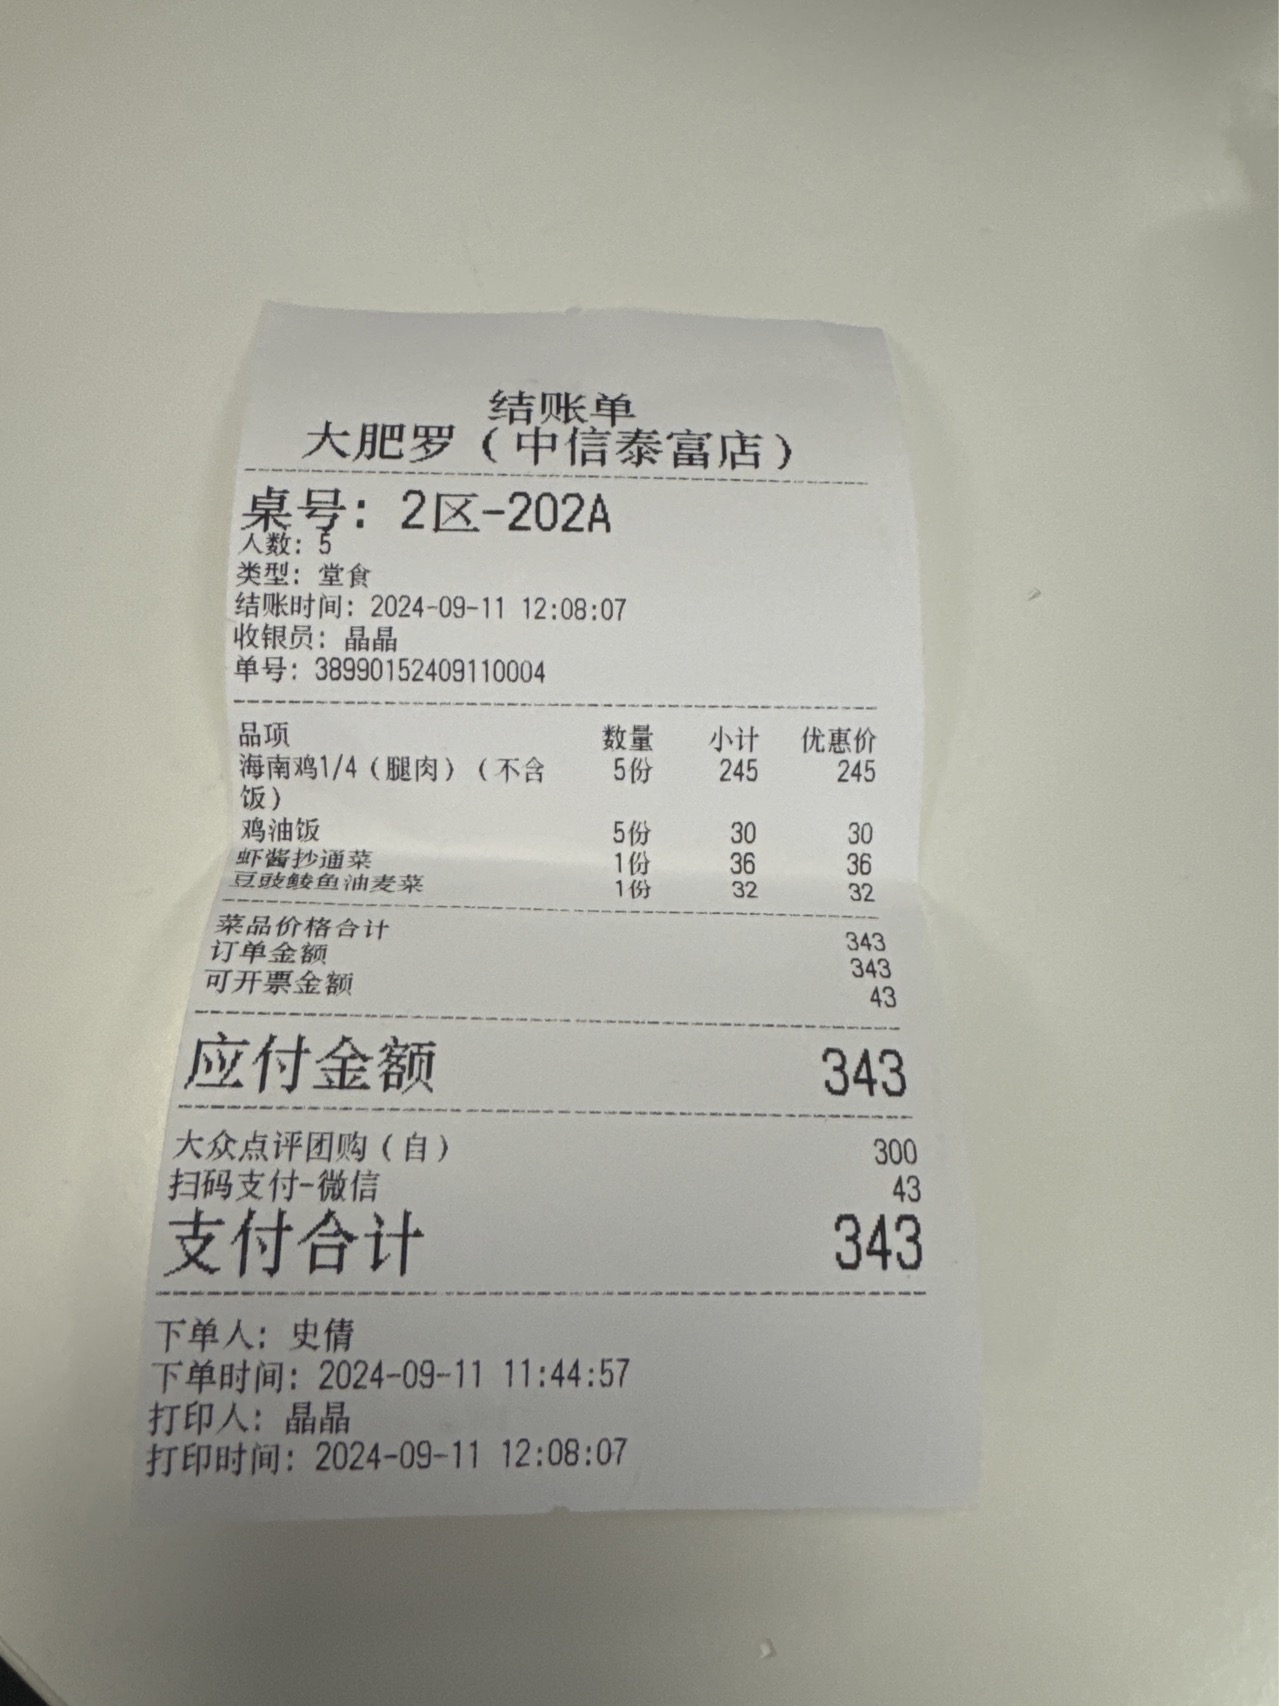 结账单
大肥罗（中信泰富店）
桌号：2区-202A
人数：5
类型：堂食
结账时间：2024-09-11 12:08:07
收银员：晶晶
单号：38990152409110004
品项 数量 小计 优惠价
海南鸡1/4（腿肉）（不含 5份 245 245
饭）
鸡油饭 5份 30 30
虾酱抄通菜 1份 36 36
豆豉鲮鱼油麦菜 1份 32 32
菜品价格合计 343
订单金额 343
可开票金额 43
应付金额 343
大众点评团购（自） 300
扫码支付-微信 43
支付合计 343
下单人：史倩
下单时间：2024-09-11 11:44:57
打印人：晶晶
打印时间：2024-09-11 12:08:07